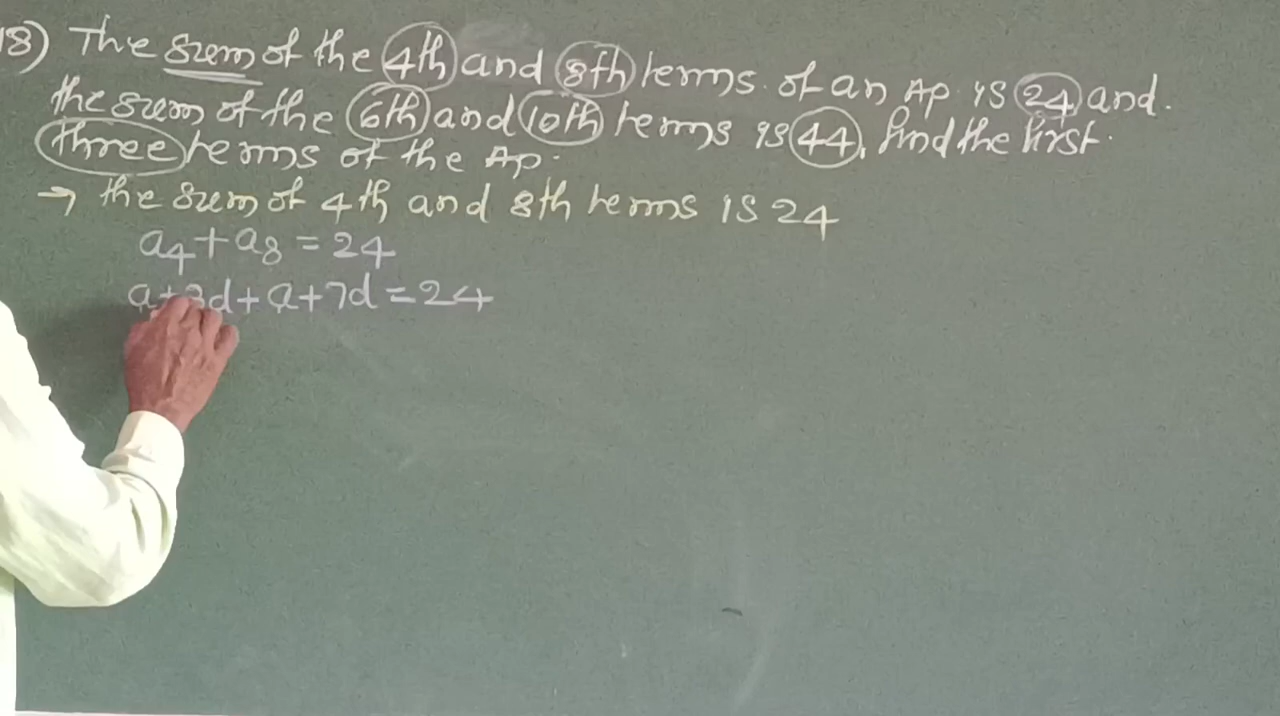 18) The sum of the 4th and 8th terms of an AP is 24 and
the sum of the 6th and 10th terms is 44, find the first
three terms of the AP.
→ the sum of 4th and 8th terms is 24
a4+a8=24
a+3d+a+7d=24